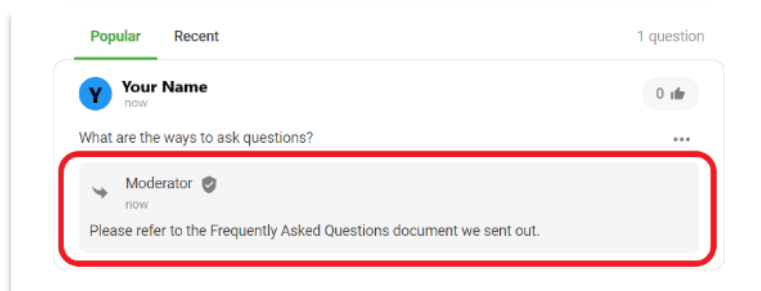 Popular Recent 1 question
Y Your Name
now
0
What are the ways to ask questions?
Moderator
now
Please refer to the Frequently Asked Questions document we sent out.